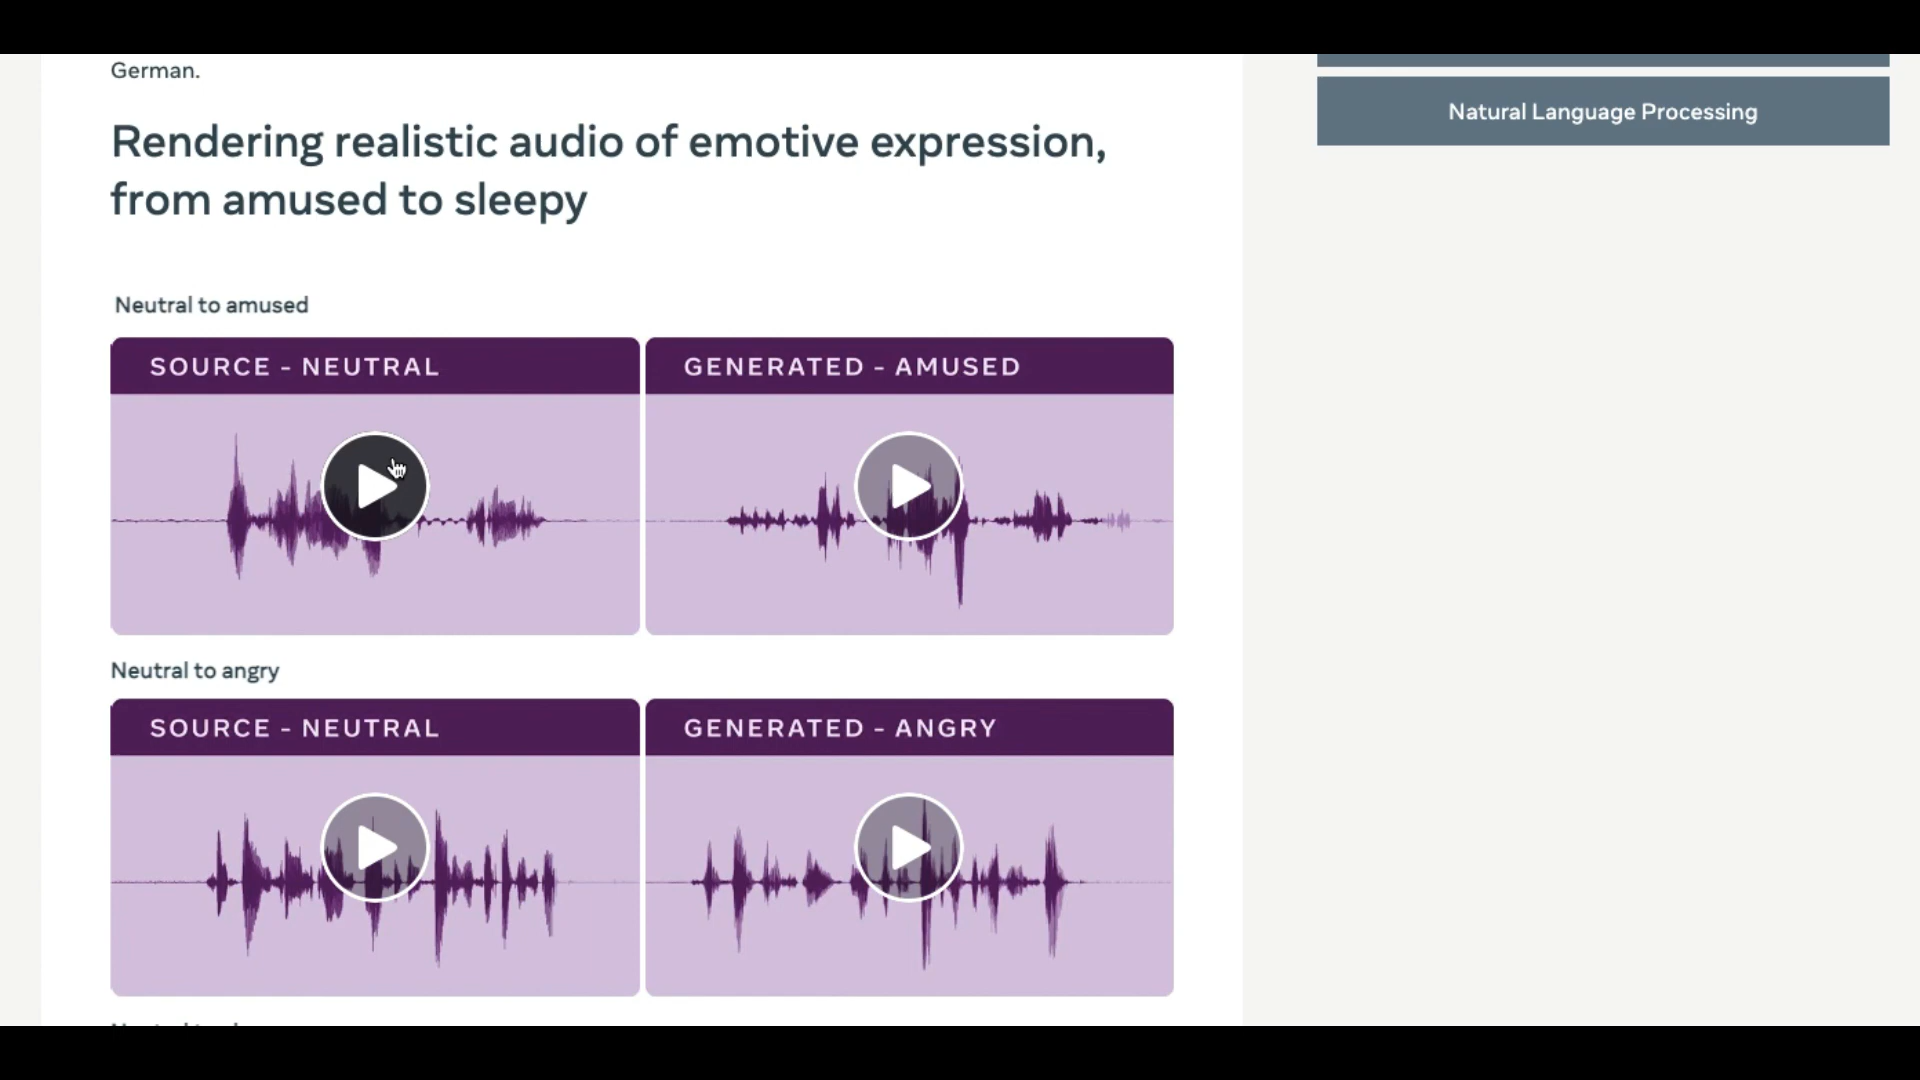 German.
Natural Language Processing
Rendering realistic audio of emotive expression,
from amused to sleepy
Neutral to amused
SOURCE - NEUTRAL
GENERATED - AMUSED
Neutral to angry
SOURCE - NEUTRAL
GENERATED - ANGRY